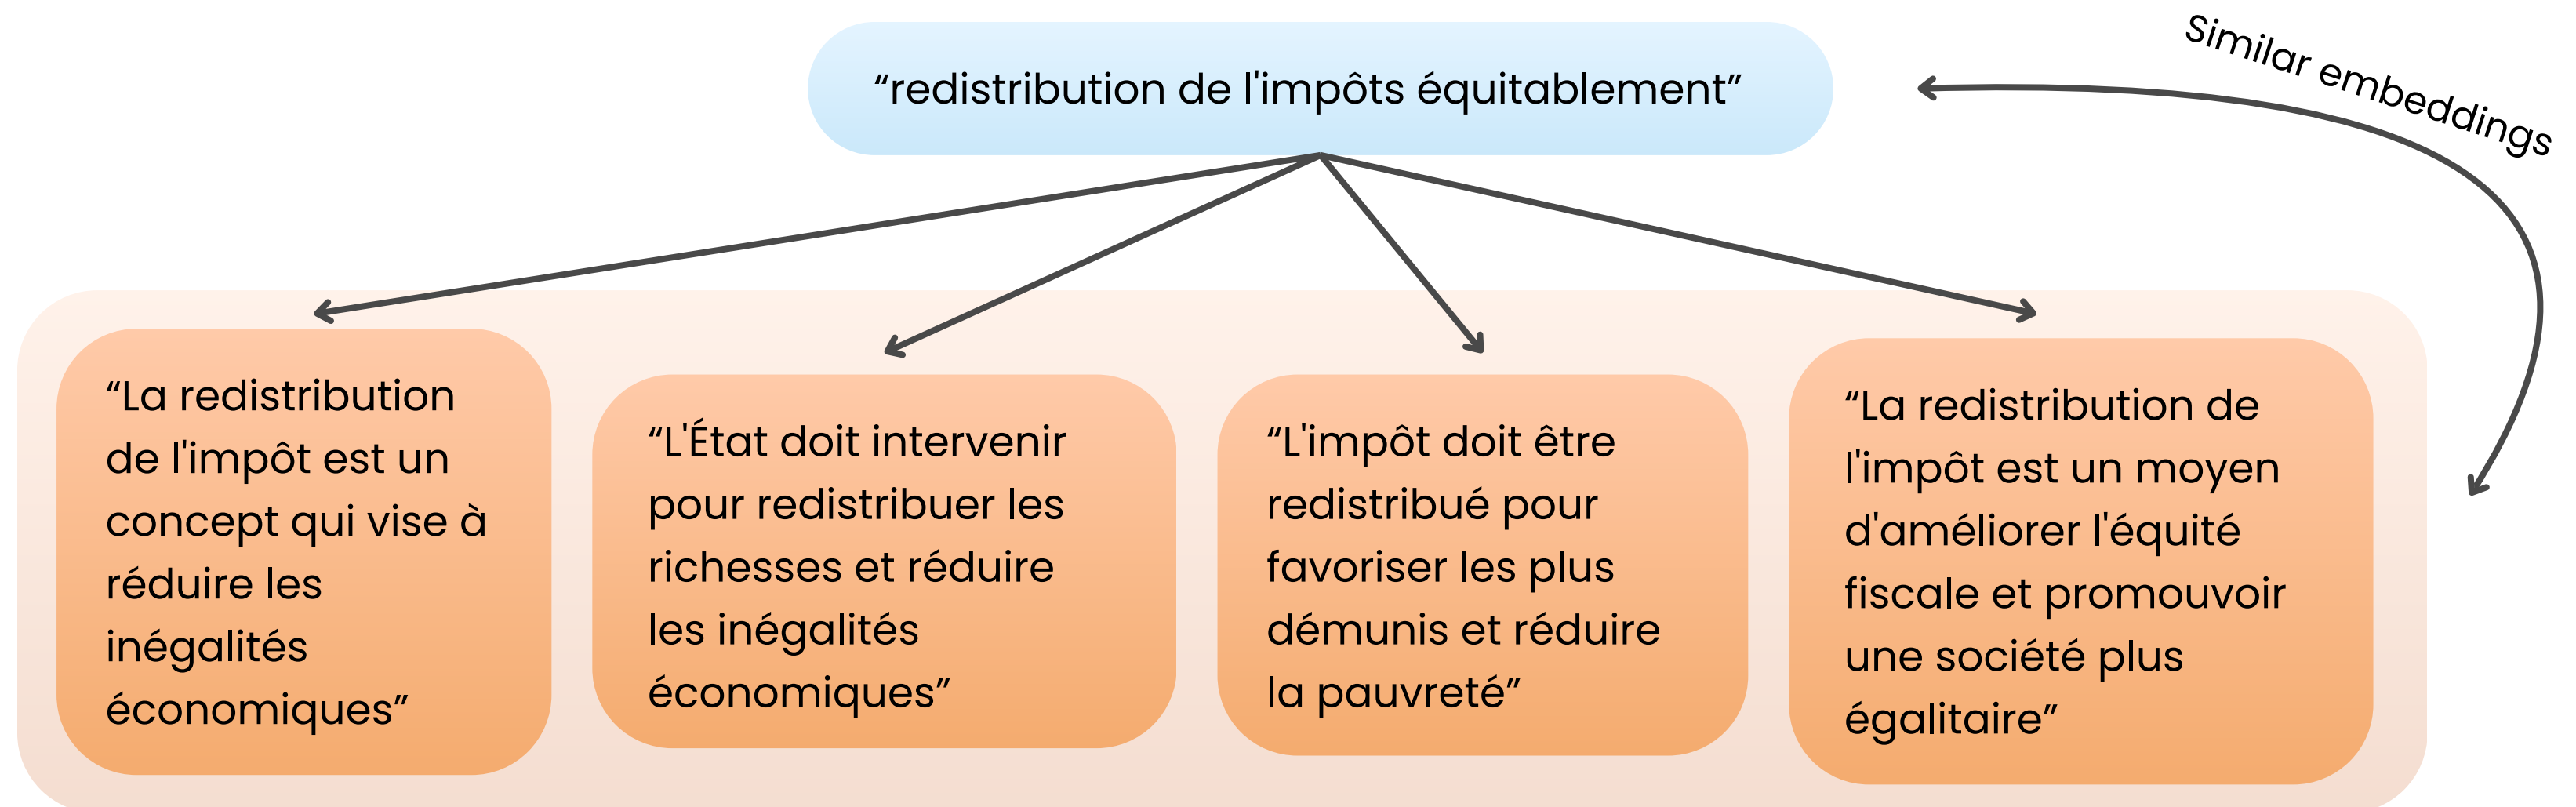 “redistribution de l'impôts équitablement”
Similar embeddings
“La redistribution
de l'impôt est un
concept qui vise à
réduire les
inégalités
économiques”
“L'État doit intervenir
pour redistribuer les
richesses et réduire
les inégalités
économiques”
“L'impôt doit être
redistribué pour
favoriser les plus
démunis et réduire
la pauvreté”
“La redistribution de
l'impôt est un moyen
d'améliorer l'équité
fiscale et promouvoir
une société plus
égalitaire”